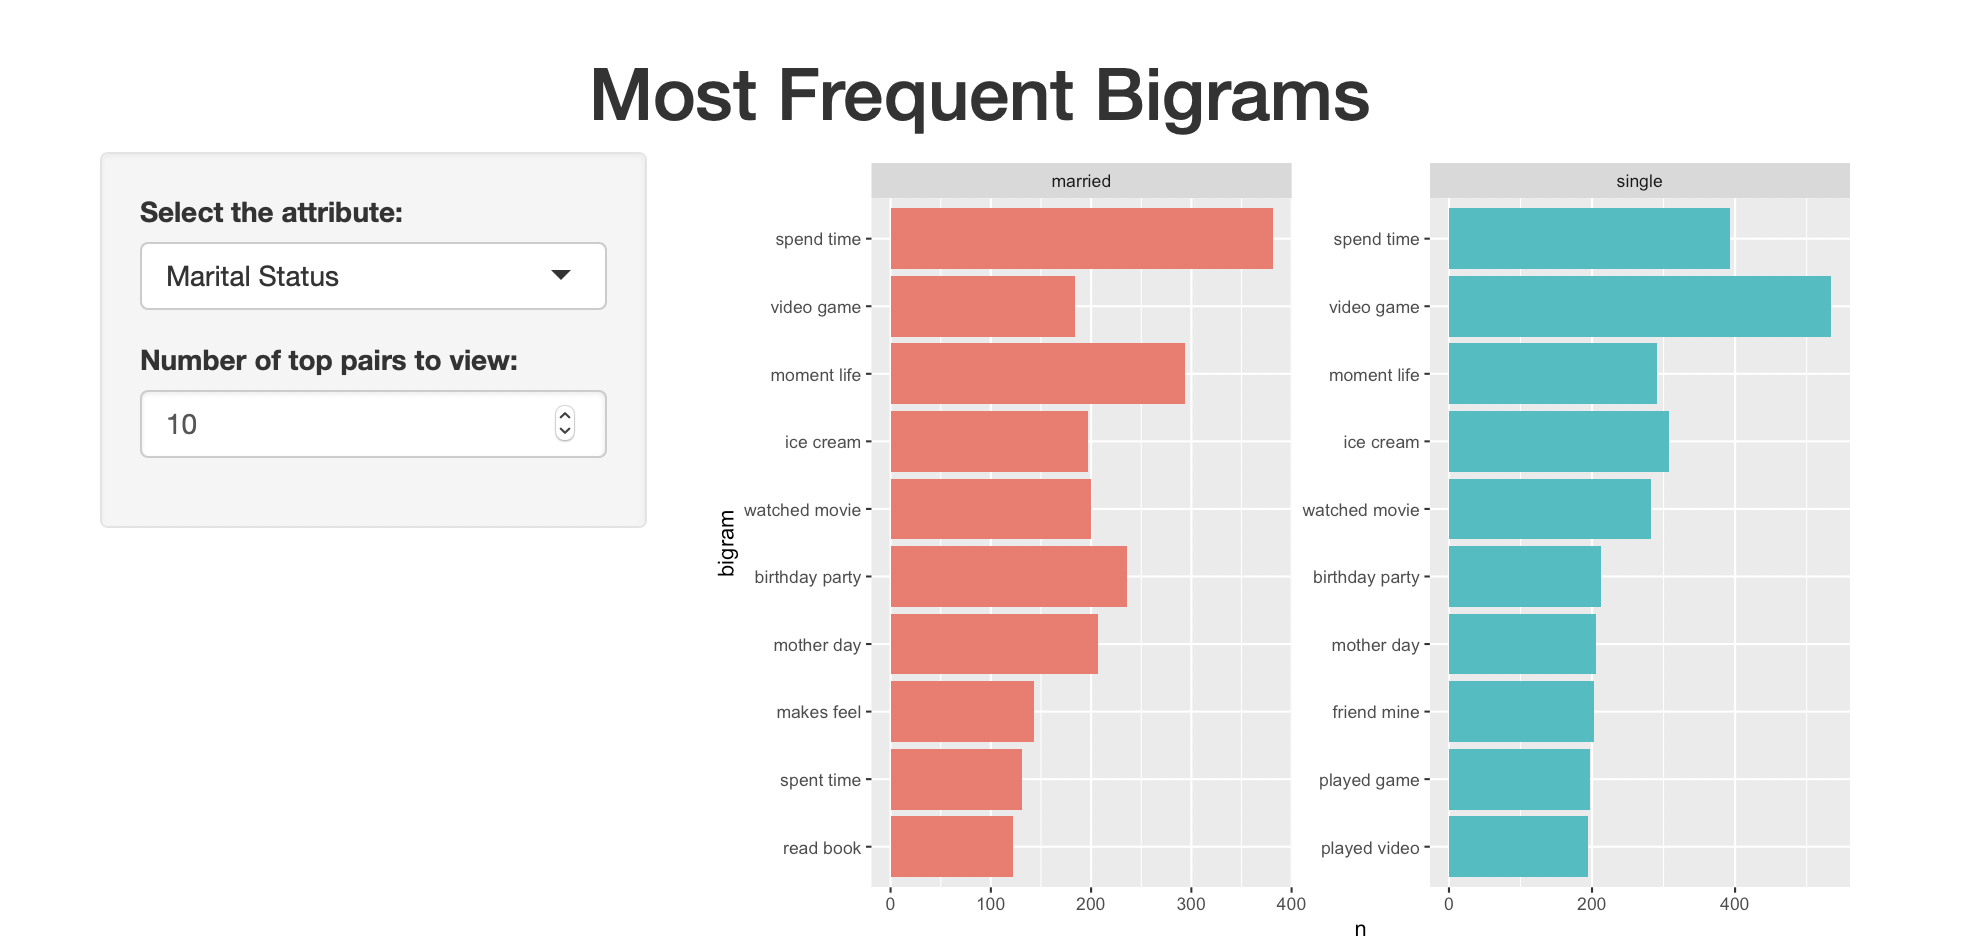 Most Frequent Bigrams
Select the attribute:
Marital Status
Number of top pairs to view:
10
married
spend time
video game
moment life
ice cream
watched movie
birthday party
mother day
makes feel
spent time
read book
0 100 200 300 400
bigram
single
spend time
video game
moment life
ice cream
watched movie
birthday party
mother day
friend mine
played game
played video
0 200 400
n